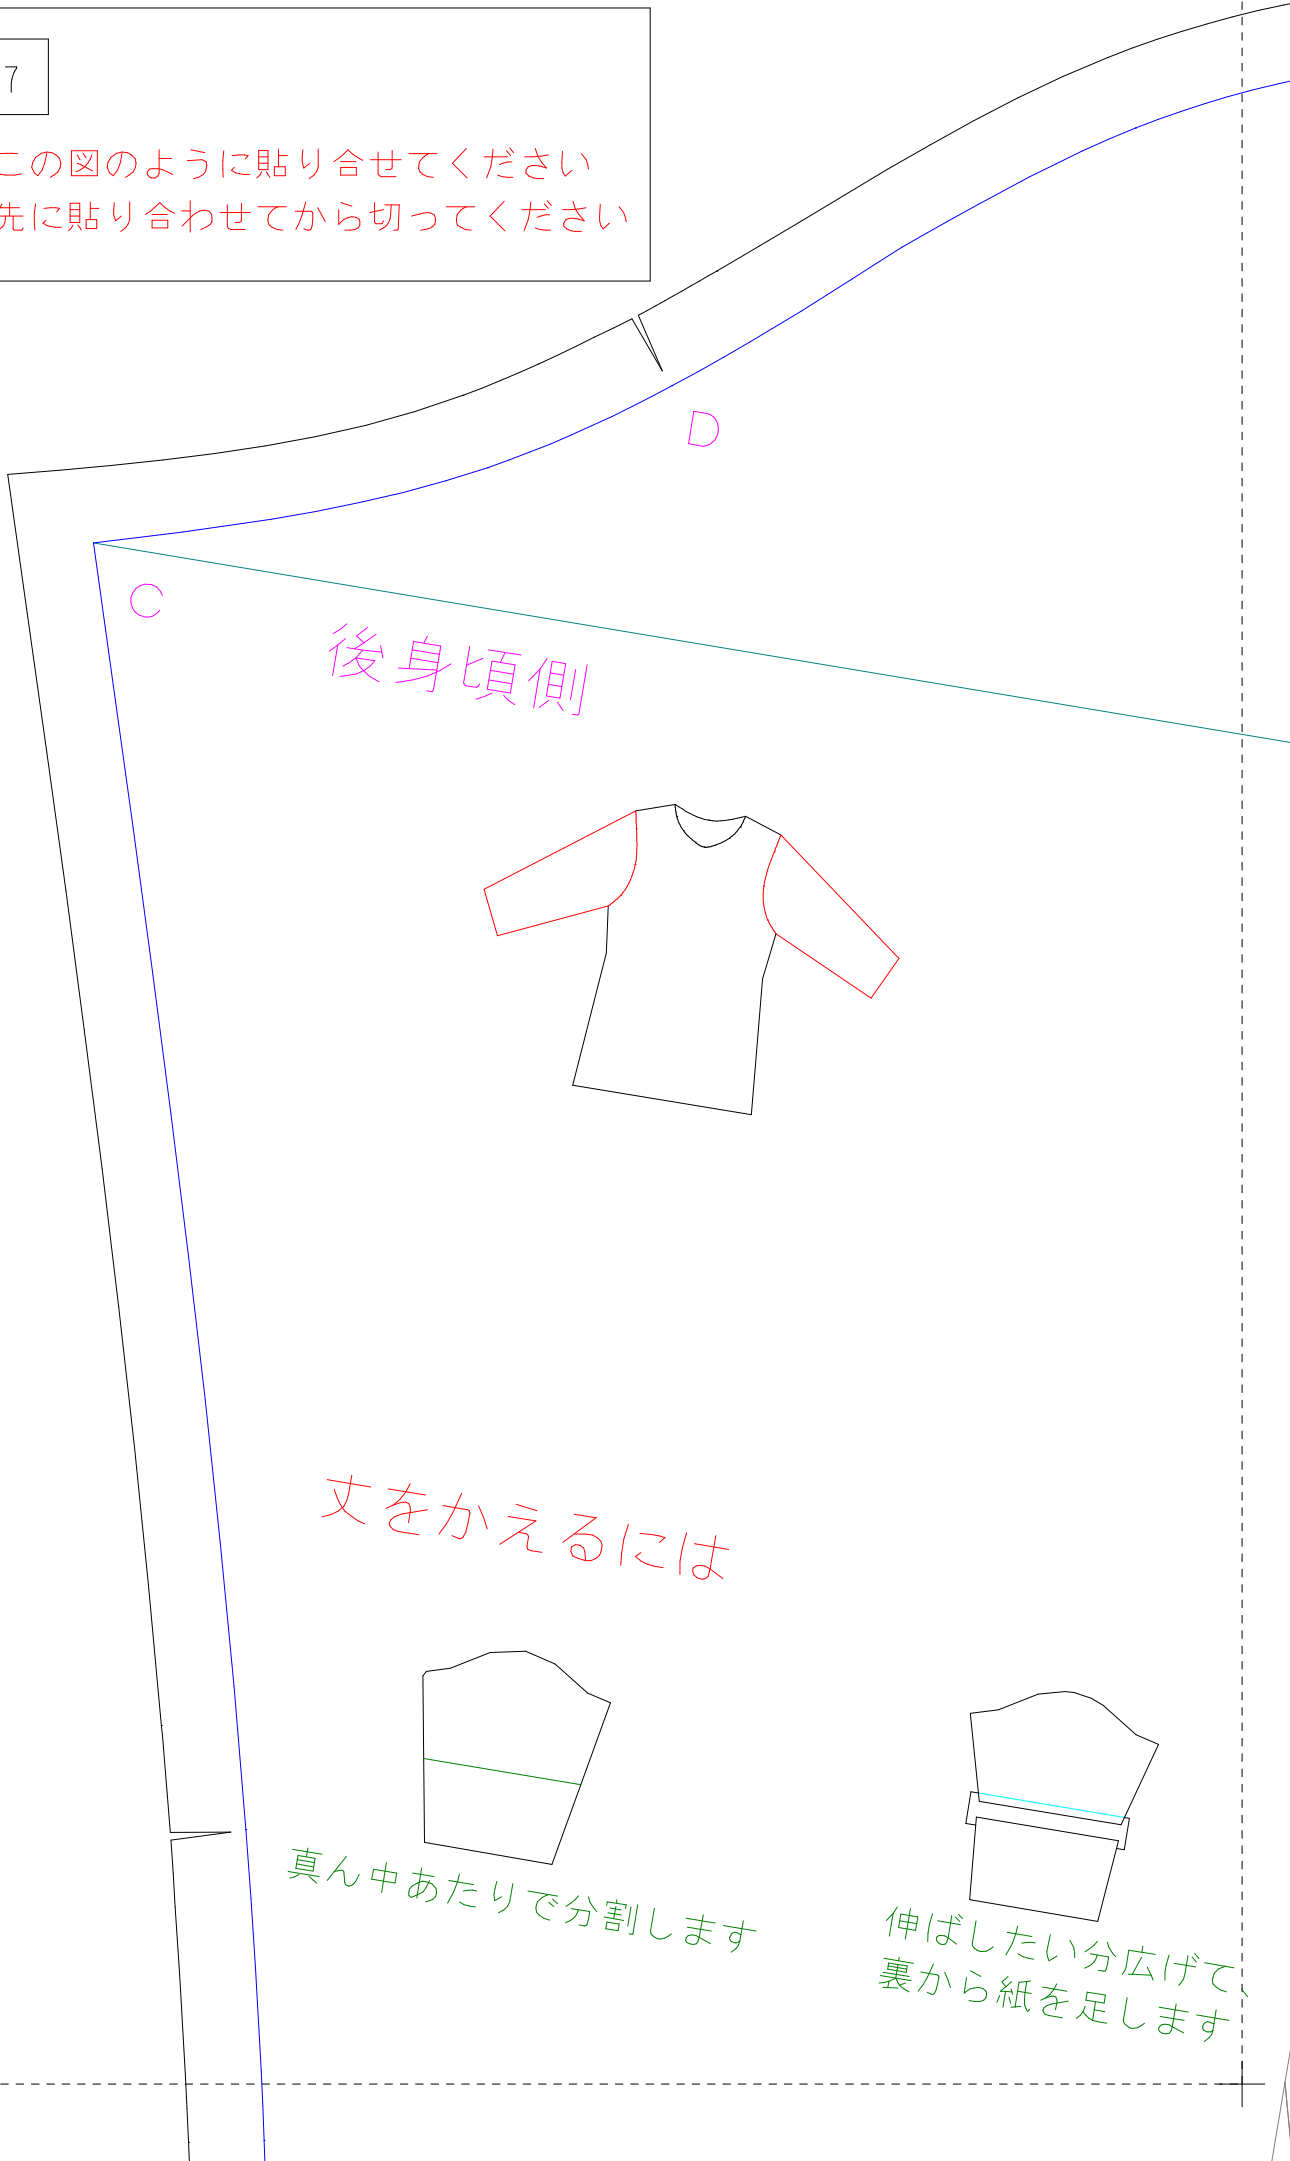 7
この図のように貼り合せてください
先に貼り合わせてから切ってください
D
C
後身頃側
丈をかえるには
真ん中あたりで分割します
伸ばしたい分広げて、
裏から紙を足します